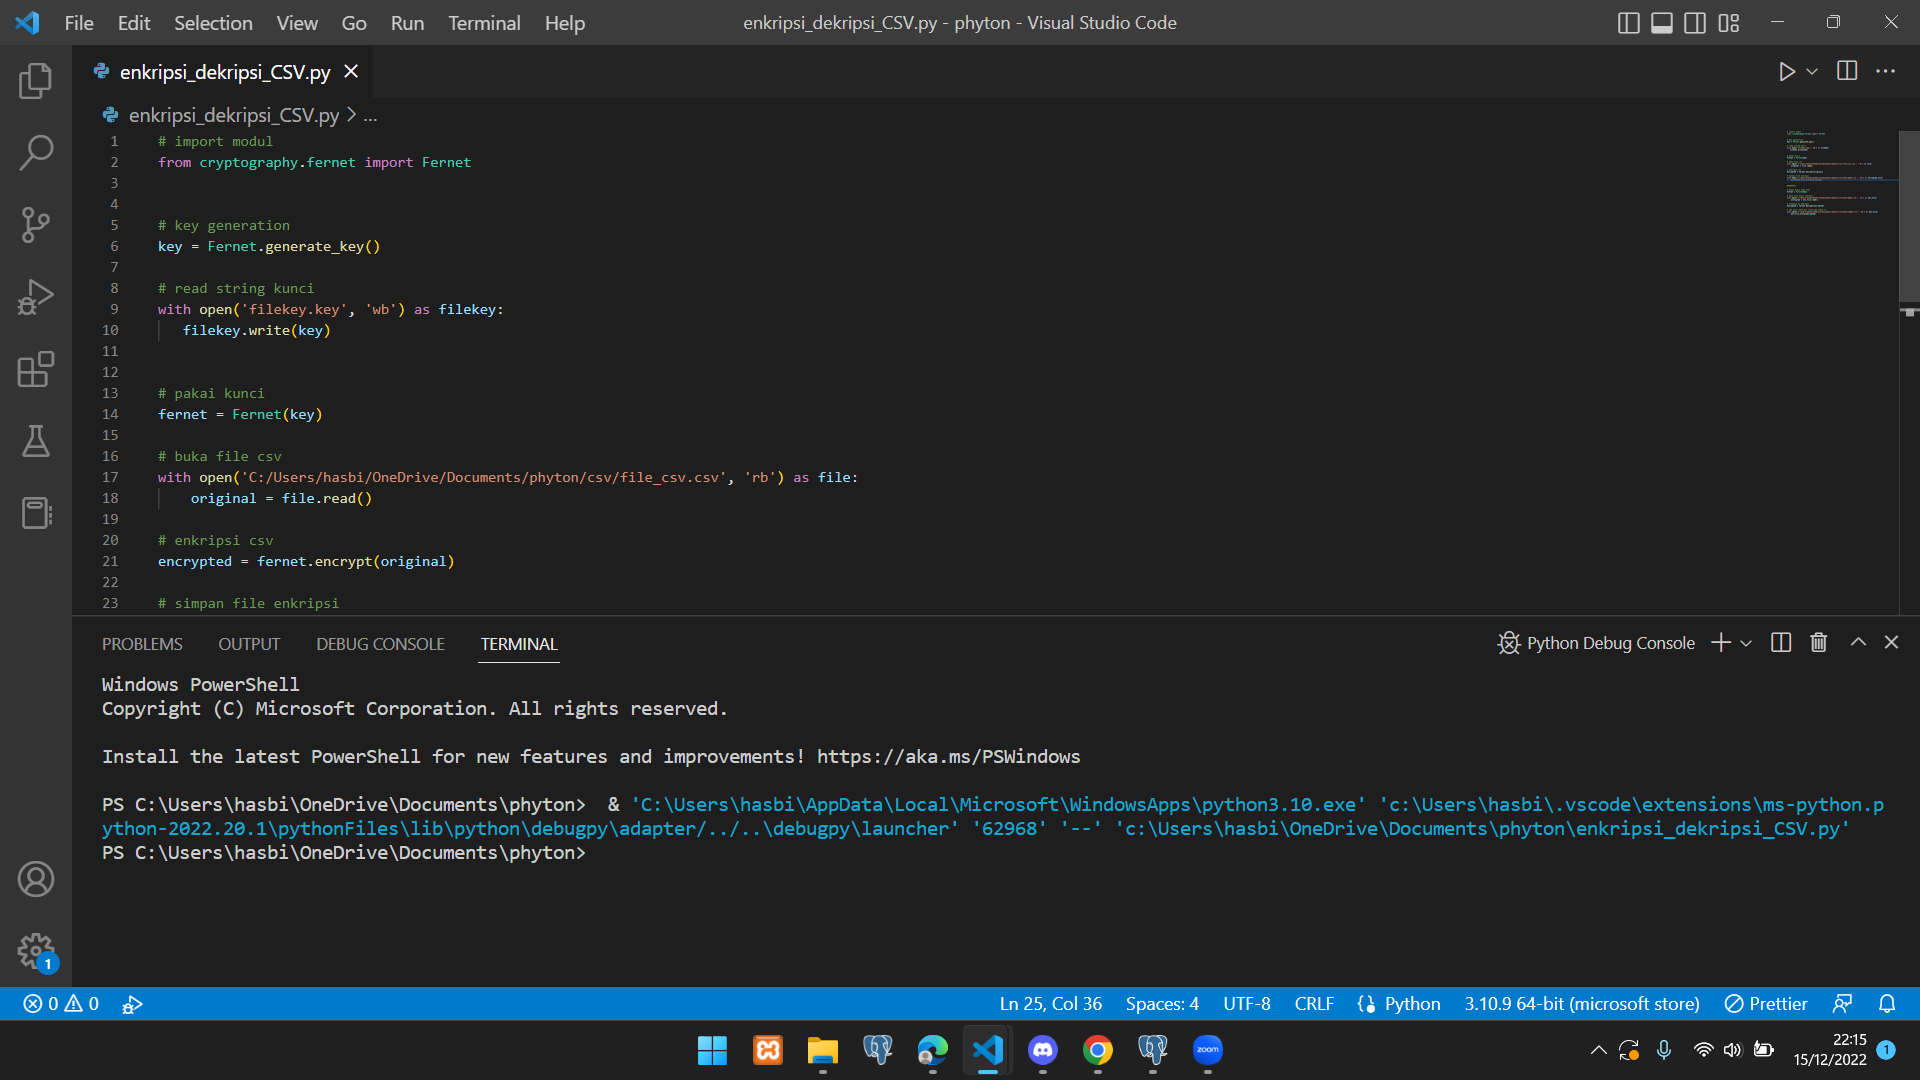 File Edit Selection View Go Run Terminal Help
enkripsi_dekripsi_CSV.py - phyton - Visual Studio Code
enkripsi_dekripsi_CSV.py
enkripsi_dekripsi_CSV.py > ...
1 # import modul
2 from cryptography.fernet import Fernet
3
4
5 # key generation
6 key = Fernet.generate_key()
7
8 # read string kunci
9 with open('filekey.key', 'wb') as filekey:
10 filekey.write(key)
11
12
13 # pakai kunci
14 fernet = Fernet(key)
15
16 # buka file csv
17 with open('C:/Users/hasbi/OneDrive/Documents/phyton/csv/file_csv.csv', 'rb') as file:
18 original = file.read()
19
20 # enkripsi csv
21 encrypted = fernet.encrypt(original)
22
23 # simpan file enkripsi
PROBLEMS OUTPUT DEBUG CONSOLE TERMINAL
Python Debug Console
Windows PowerShell
Copyright (C) Microsoft Corporation. All rights reserved.
Install the latest PowerShell for new features and improvements! https://aka.ms/PSWindows
PS C:\Users\hasbi\OneDrive\Documents\phyton>  & 'C:\Users\hasbi\AppData\Local\Microsoft\WindowsApps\python3.10.exe' 'c:\Users\hasbi\.vscode\extensions\ms-python.p
ython-2022.20.1\pythonFiles\lib\python\debugpy\adapter/../..\debugpy\launcher' '62968' '--' 'c:\Users\hasbi\OneDrive\Documents\phyton\enkripsi_dekripsi_CSV.py'
PS C:\Users\hasbi\OneDrive\Documents\phyton>
1
0 0
Ln 25, Col 36 Spaces: 4 UTF-8 CRLF Python 3.10.9 64-bit (microsoft store) Prettier
zoom
22:15
15/12/2022
1